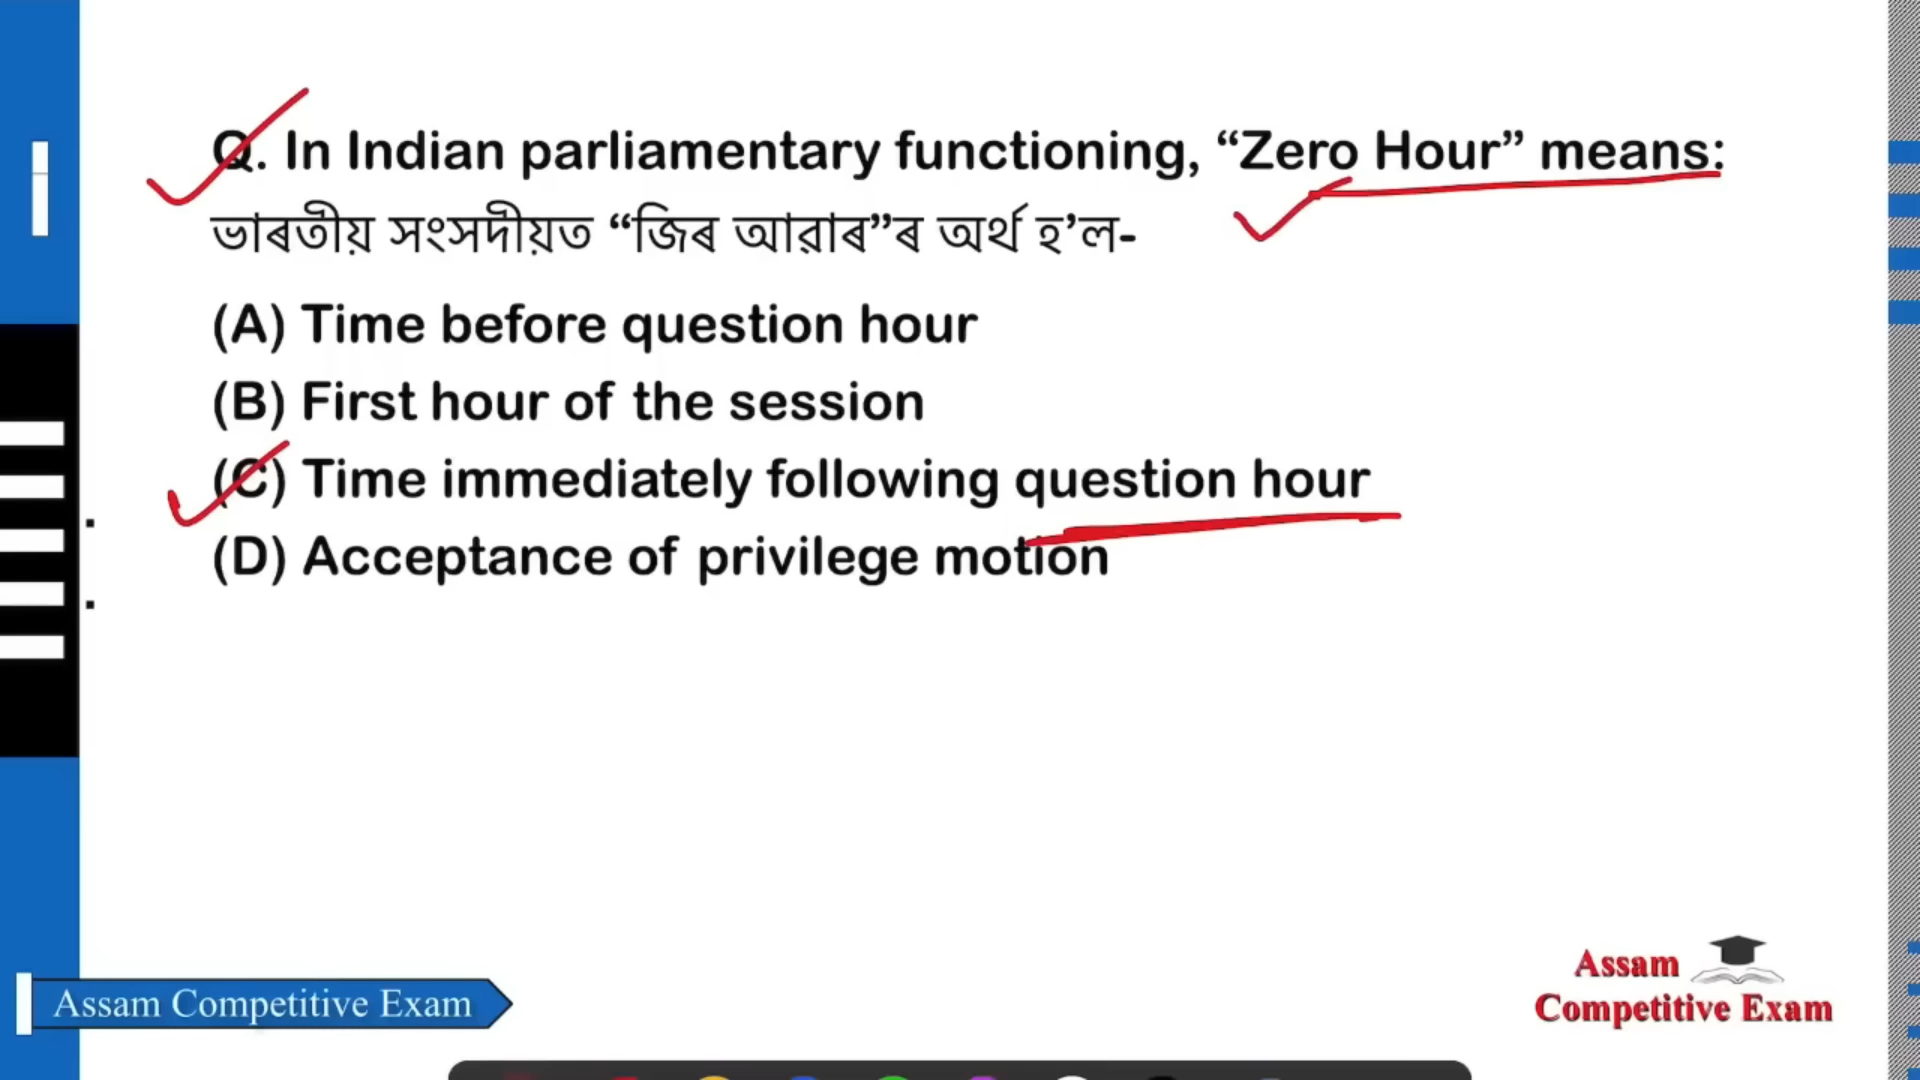 Q. In Indian parliamentary functioning, “Zero Hour” means:
ভাৰতীয় সংসদীয়ত “জিৰ আৱাৰ”ৰ অৰ্থ হ’ল-
(A) Time before question hour
(B) First hour of the session
(C) Time immediately following question hour
(D) Acceptance of privilege motion
Assam Competitive Exam
Assam
Competitive Exam